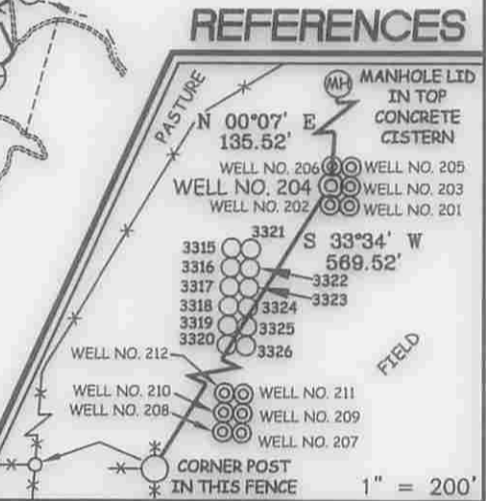 REFERENCES
PASTURE
MH
MANHOLE LID
IN TOP
CONCRETE
CISTERN
N 00°07' E
135.52'
WELL NO. 206
WELL NO. 205
WELL NO. 204
WELL NO. 203
WELL NO. 202
WELL NO. 201
S 33°34' W
569.52'
3321
3315
3316
3322
3317
3323
3318
3324
3319
3325
3320
3326
FIELD
WELL NO. 212
WELL NO. 210
WELL NO. 211
WELL NO. 208
WELL NO. 209
WELL NO. 207
CORNER POST
IN THIS FENCE
1" = 200'